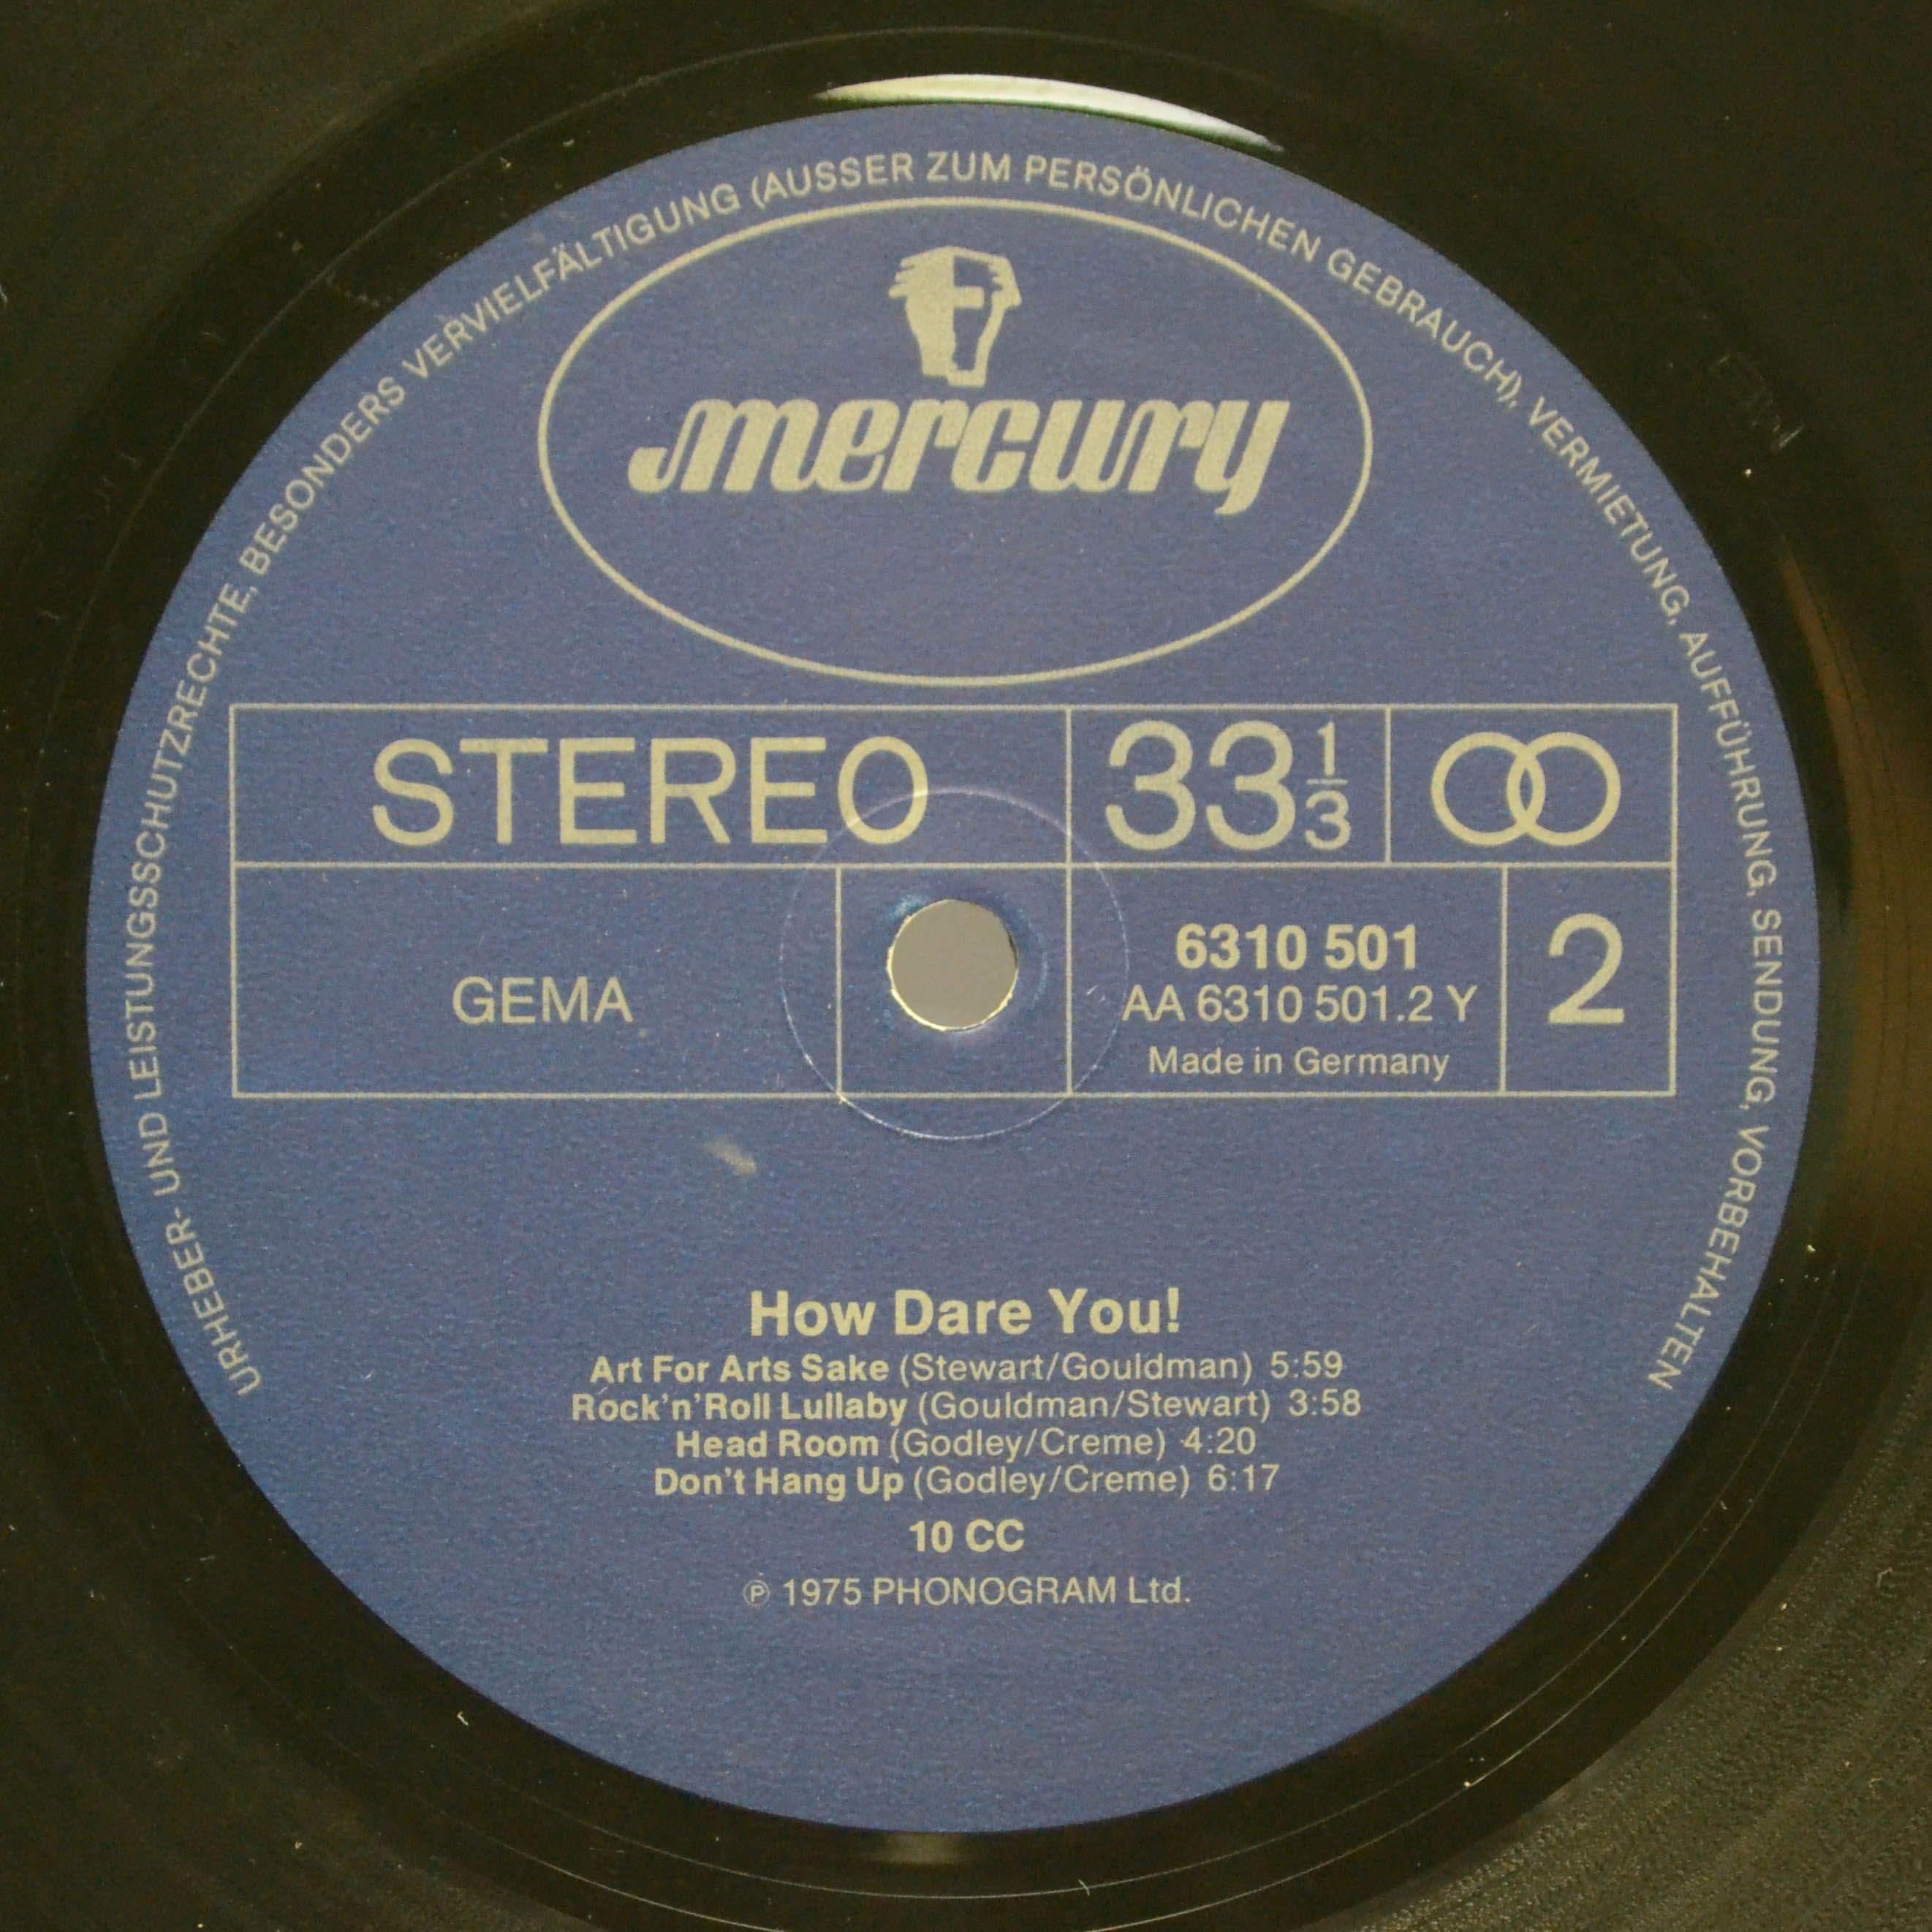 URHEBER- UND LEISTUNGSSCHUTZRECHTE, BESONDERS VERVIELFÄLTIGUNG (AUSSER ZUM PERSÖNLICHEN GEBRAUCH), VERMIETUNG, AUFFÜHRUNG, SENDUNG, VORBEHALTEN
mercury
STEREO 33 1/3
GEMA
6310 501
AA 6310 501.2 Y
Made in Germany
2
How Dare You!
Art For Arts Sake (Stewart/Gouldman) 5:59
Rock'n'Roll Lullaby (Gouldman/Stewart) 3:58
Head Room (Godley/Creme) 4:20
Don't Hang Up (Godley/Creme) 6:17
10 CC
℗ 1975 PHONOGRAM Ltd.